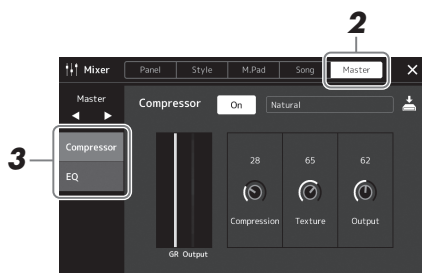 2
Mixer Panel Style M.Pad Song Master
Master Compressor On Natural
3
Compressor
EQ
28 65 62
Compression Texture Output
GR Output